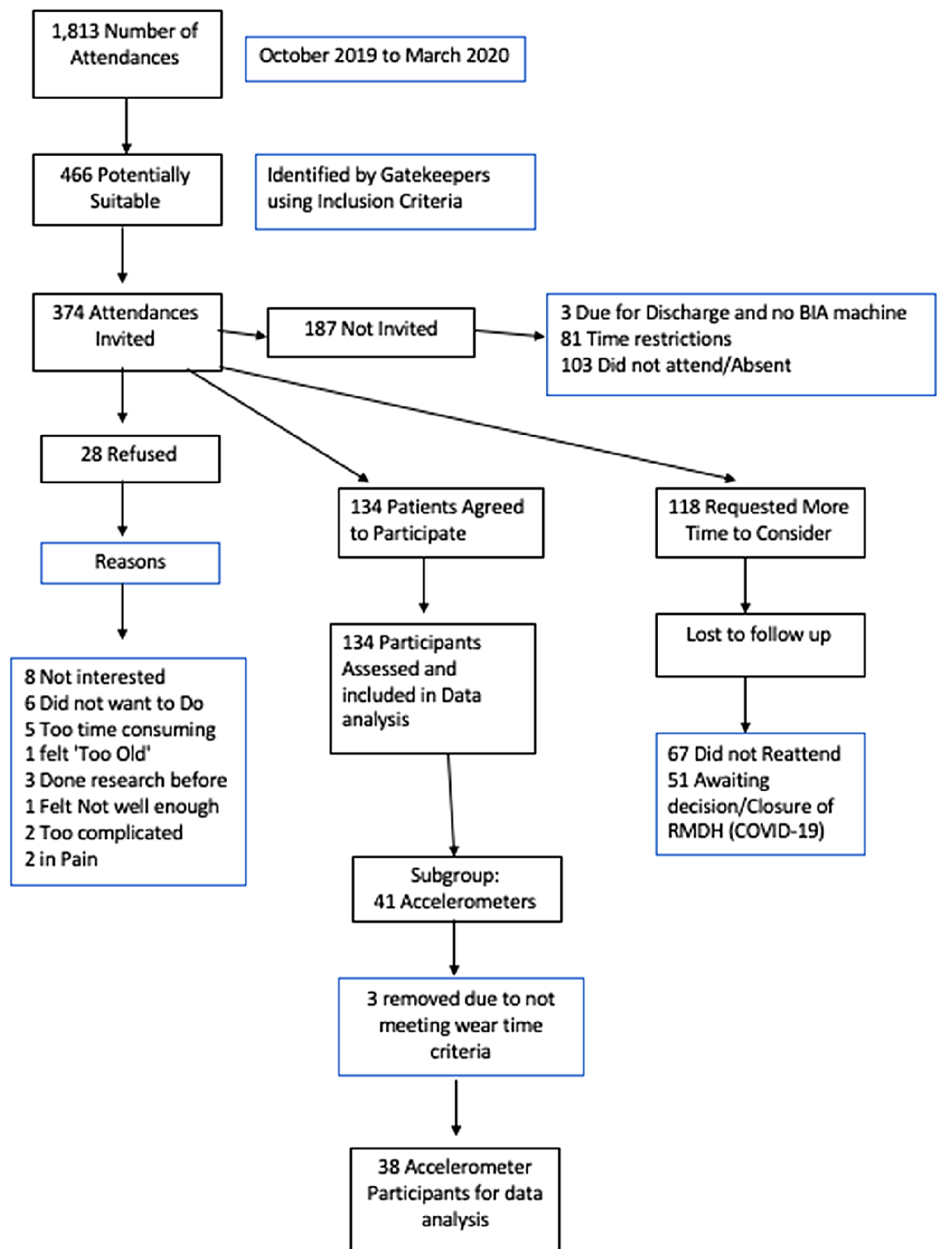 1,813 Number of
Attendances
October 2019 to March 2020
466 Potentially
Suitable
Identified by Gatekeepers
using Inclusion Criteria
374 Attendances
Invited
187 Not Invited
3 Due for Discharge and no BIA machine
81 Time restrictions
103 Did not attend/Absent
28 Refused
Reasons
8 Not interested
6 Did not want to Do
5 Too time consuming
1 felt 'Too Old'
3 Done research before
1 Felt Not well enough
2 Too complicated
2 in Pain
134 Patients Agreed
to Participate
134 Participants
Assessed and
included in Data
analysis
Subgroup:
41 Accelerometers
3 removed due to not
meeting wear time
criteria
38 Accelerometer
Participants for data
analysis
118 Requested More
Time to Consider
Lost to follow up
67 Did not Reattend
51 Awaiting
decision/Closure of
RMDH (COVID-19)